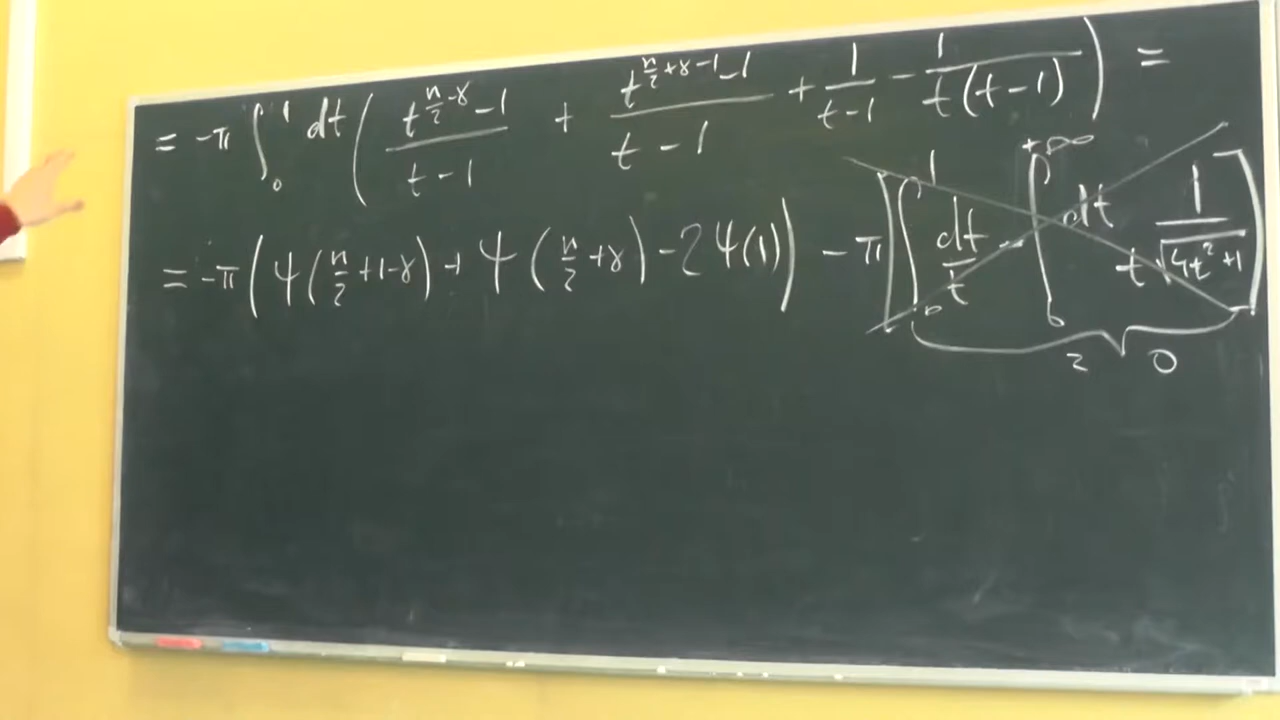 = -π ∫₀¹ dt ( (t^{n/2-γ} - 1)/(t - 1) + (t^{n/2+γ-1} - 1)/(t - 1) + 1/(t-1) - 1/(t(t-1)) ) =
= -π ( ψ(n/2 + 1 - γ) + ψ(n/2 + γ) - 2ψ(1) ) - π [ ∫₀¹ dt/t - ∫₀^{+∞} dt 1/(t√(4t²+1)) ]
= 0